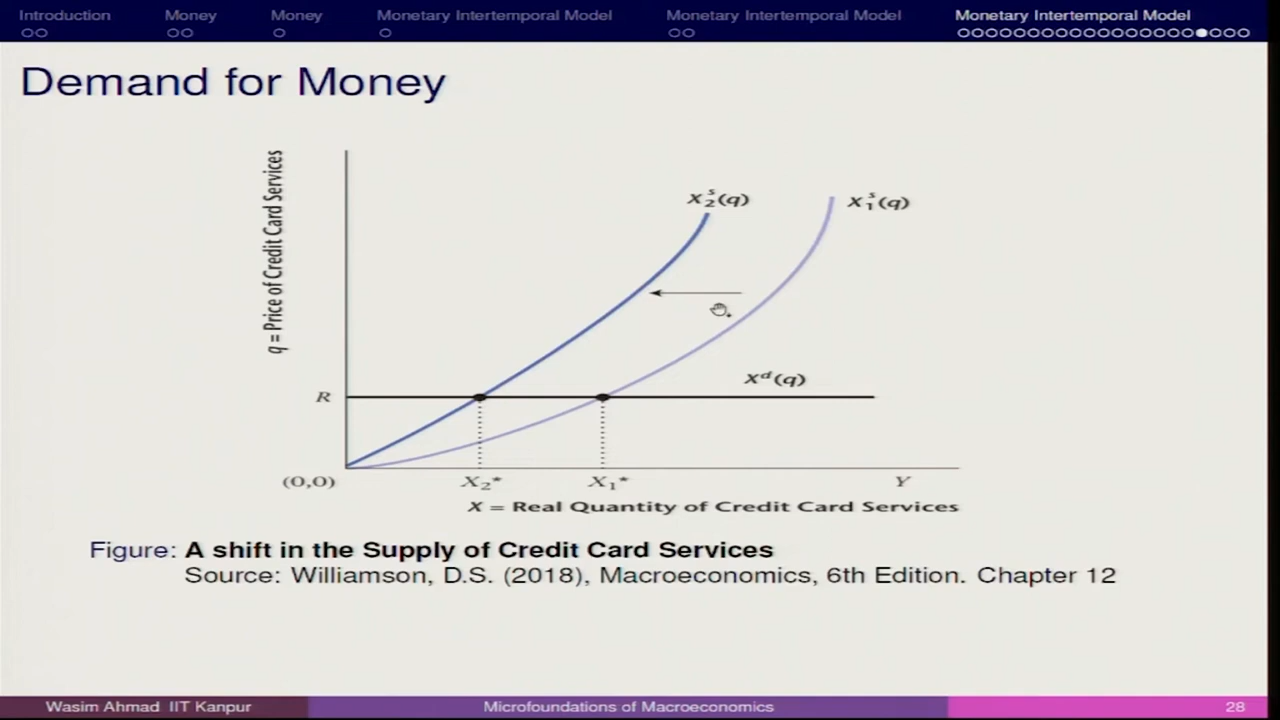 Introduction
Money
Money
Monetary Intertemporal Model
Monetary Intertemporal Model
Monetary Intertemporal Model
Demand for Money
q = Price of Credit Card Services
X₂ˢ(q)
X₁ˢ(q)
Xᵈ(q)
R
(0,0)
X₂*
X₁*
Y
X = Real Quantity of Credit Card Services
Figure: A shift in the Supply of Credit Card Services
Source: Williamson, D.S. (2018), Macroeconomics, 6th Edition. Chapter 12
Wasim Ahmad IIT Kanpur
Microfoundations of Macroeconomics
28